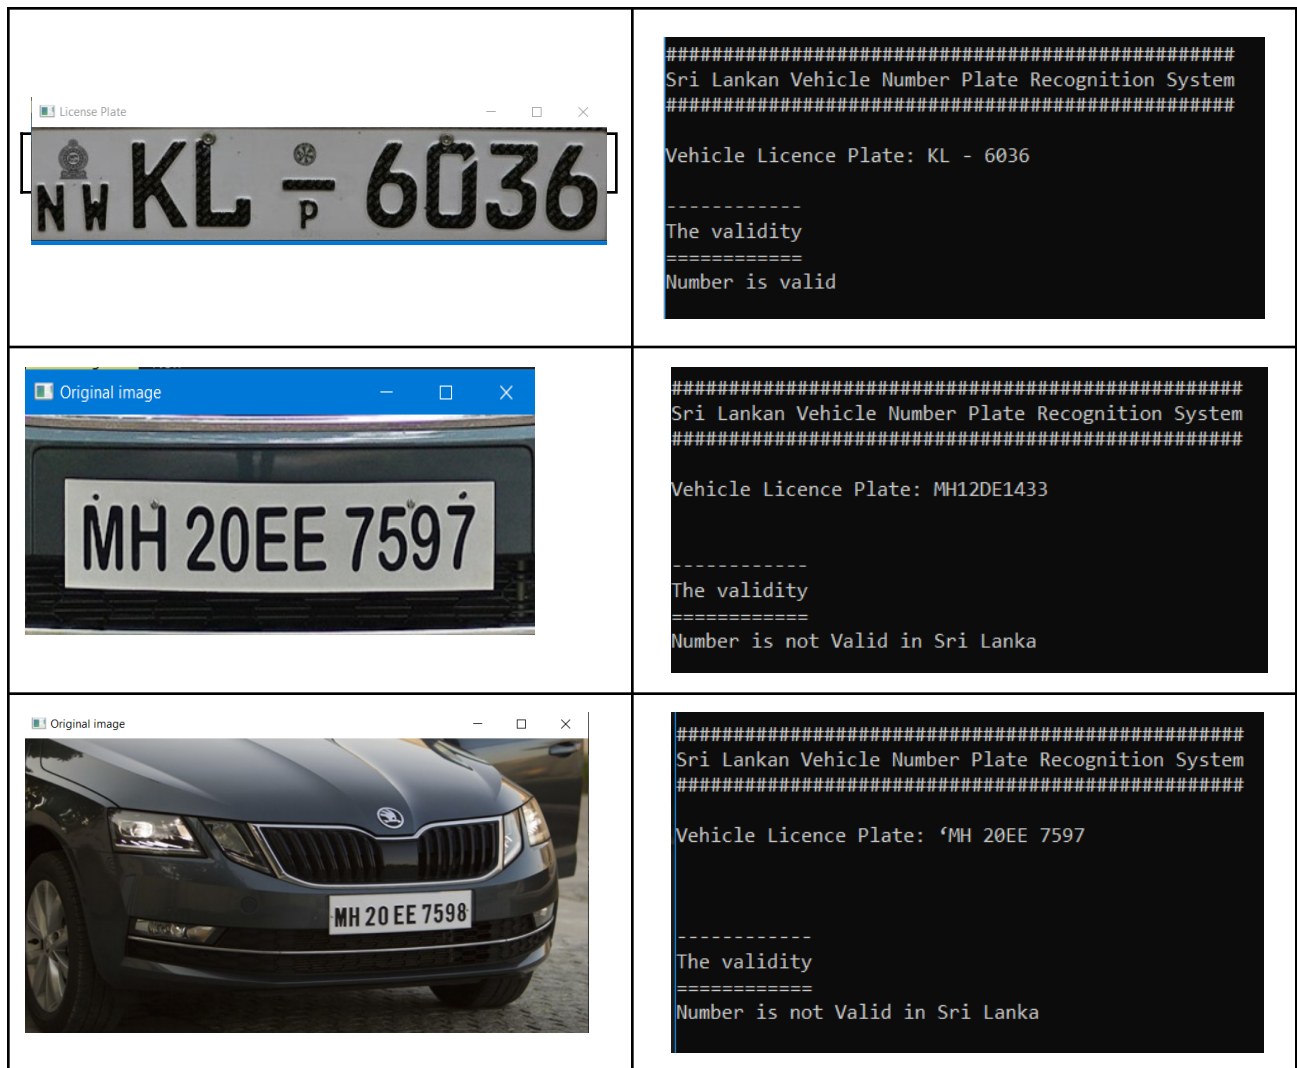 License Plate
NW KL - 6036
P
##################################################
Sri Lankan Vehicle Number Plate Recognition System
##################################################
Vehicle Licence Plate: KL - 6036
------------
The validity
============
Number is valid
Original image
MH 20EE 7597
##################################################
Sri Lankan Vehicle Number Plate Recognition System
##################################################
Vehicle Licence Plate: MH12DE1433
------------
The validity
============
Number is not Valid in Sri Lanka
Original image
MH 20 EE 7598
##################################################
Sri Lankan Vehicle Number Plate Recognition System
##################################################
Vehicle Licence Plate: ‘MH 20EE 7597
------------
The validity
============
Number is not Valid in Sri Lanka